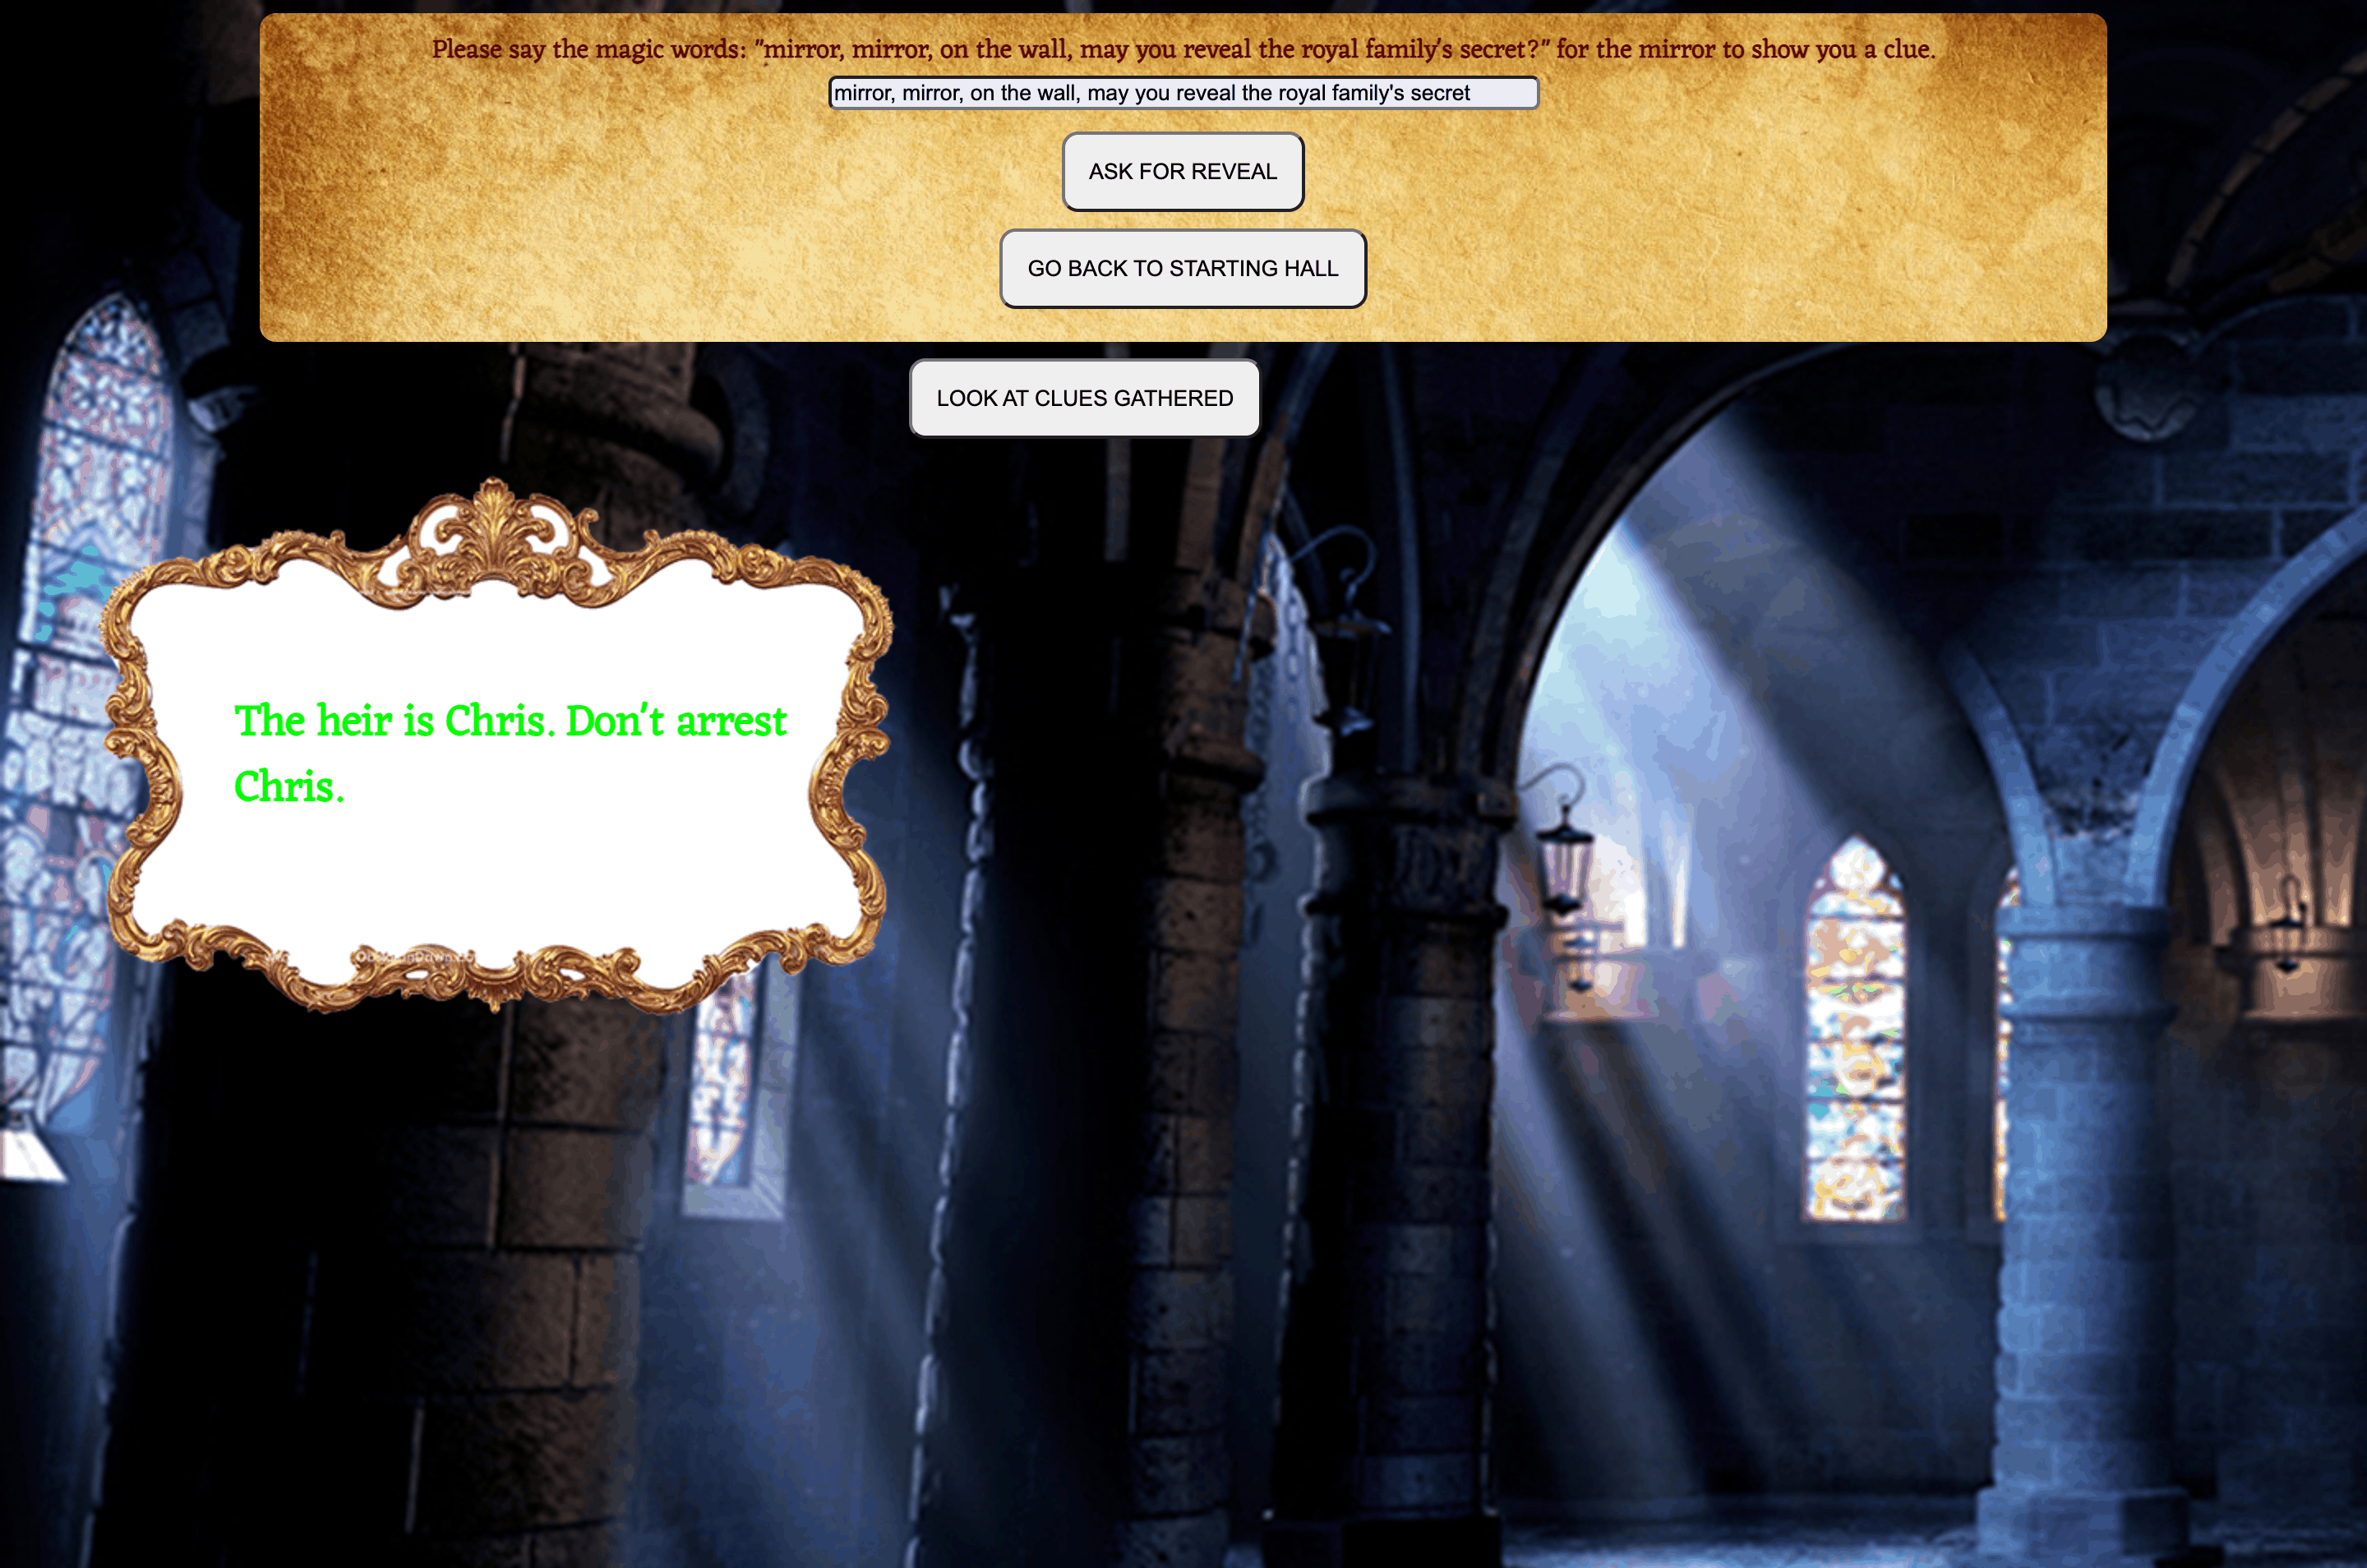 Please say the magic words: "mirror, mirror, on the wall, may you reveal the royal family's secret?" for the mirror to show you a clue.
mirror, mirror, on the wall, may you reveal the royal family's secret
ASK FOR REVEAL
GO BACK TO STARTING HALL
LOOK AT CLUES GATHERED
The heir is Chris. Don't arrest
Chris.